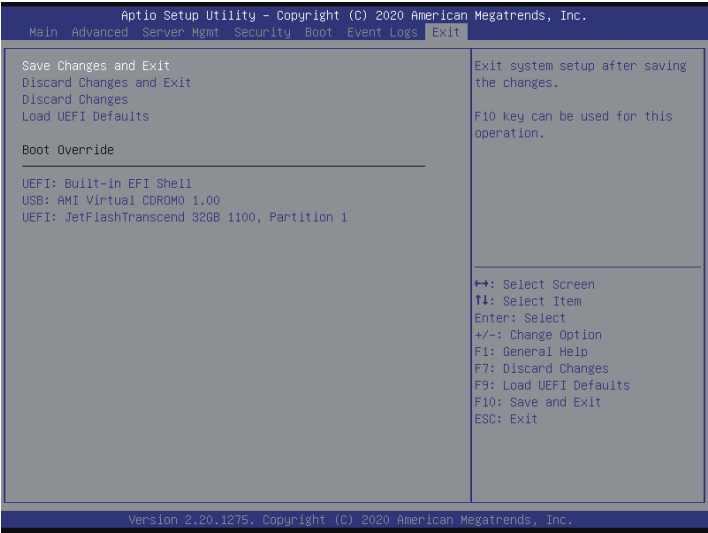 Aptio Setup Utility – Copyright (C) 2020 American Megatrends, Inc.
Main Advanced Server Mgmt Security Boot Event Logs Exit
Save Changes and Exit
Discard Changes and Exit
Discard Changes
Load UEFI Defaults
Boot Override
UEFI: Built-in EFI Shell
USB: AMI Virtual CDROM0 1.00
UEFI: JetFlashTranscend 32GB 1100, Partition 1
Exit system setup after saving
the changes.
F10 key can be used for this
operation.
↔: Select Screen
↑↓: Select Item
Enter: Select
+/-: Change Option
F1: General Help
F7: Discard Changes
F9: Load UEFI Defaults
F10: Save and Exit
ESC: Exit
Version 2.20.1275. Copyright (C) 2020 American Megatrends, Inc.